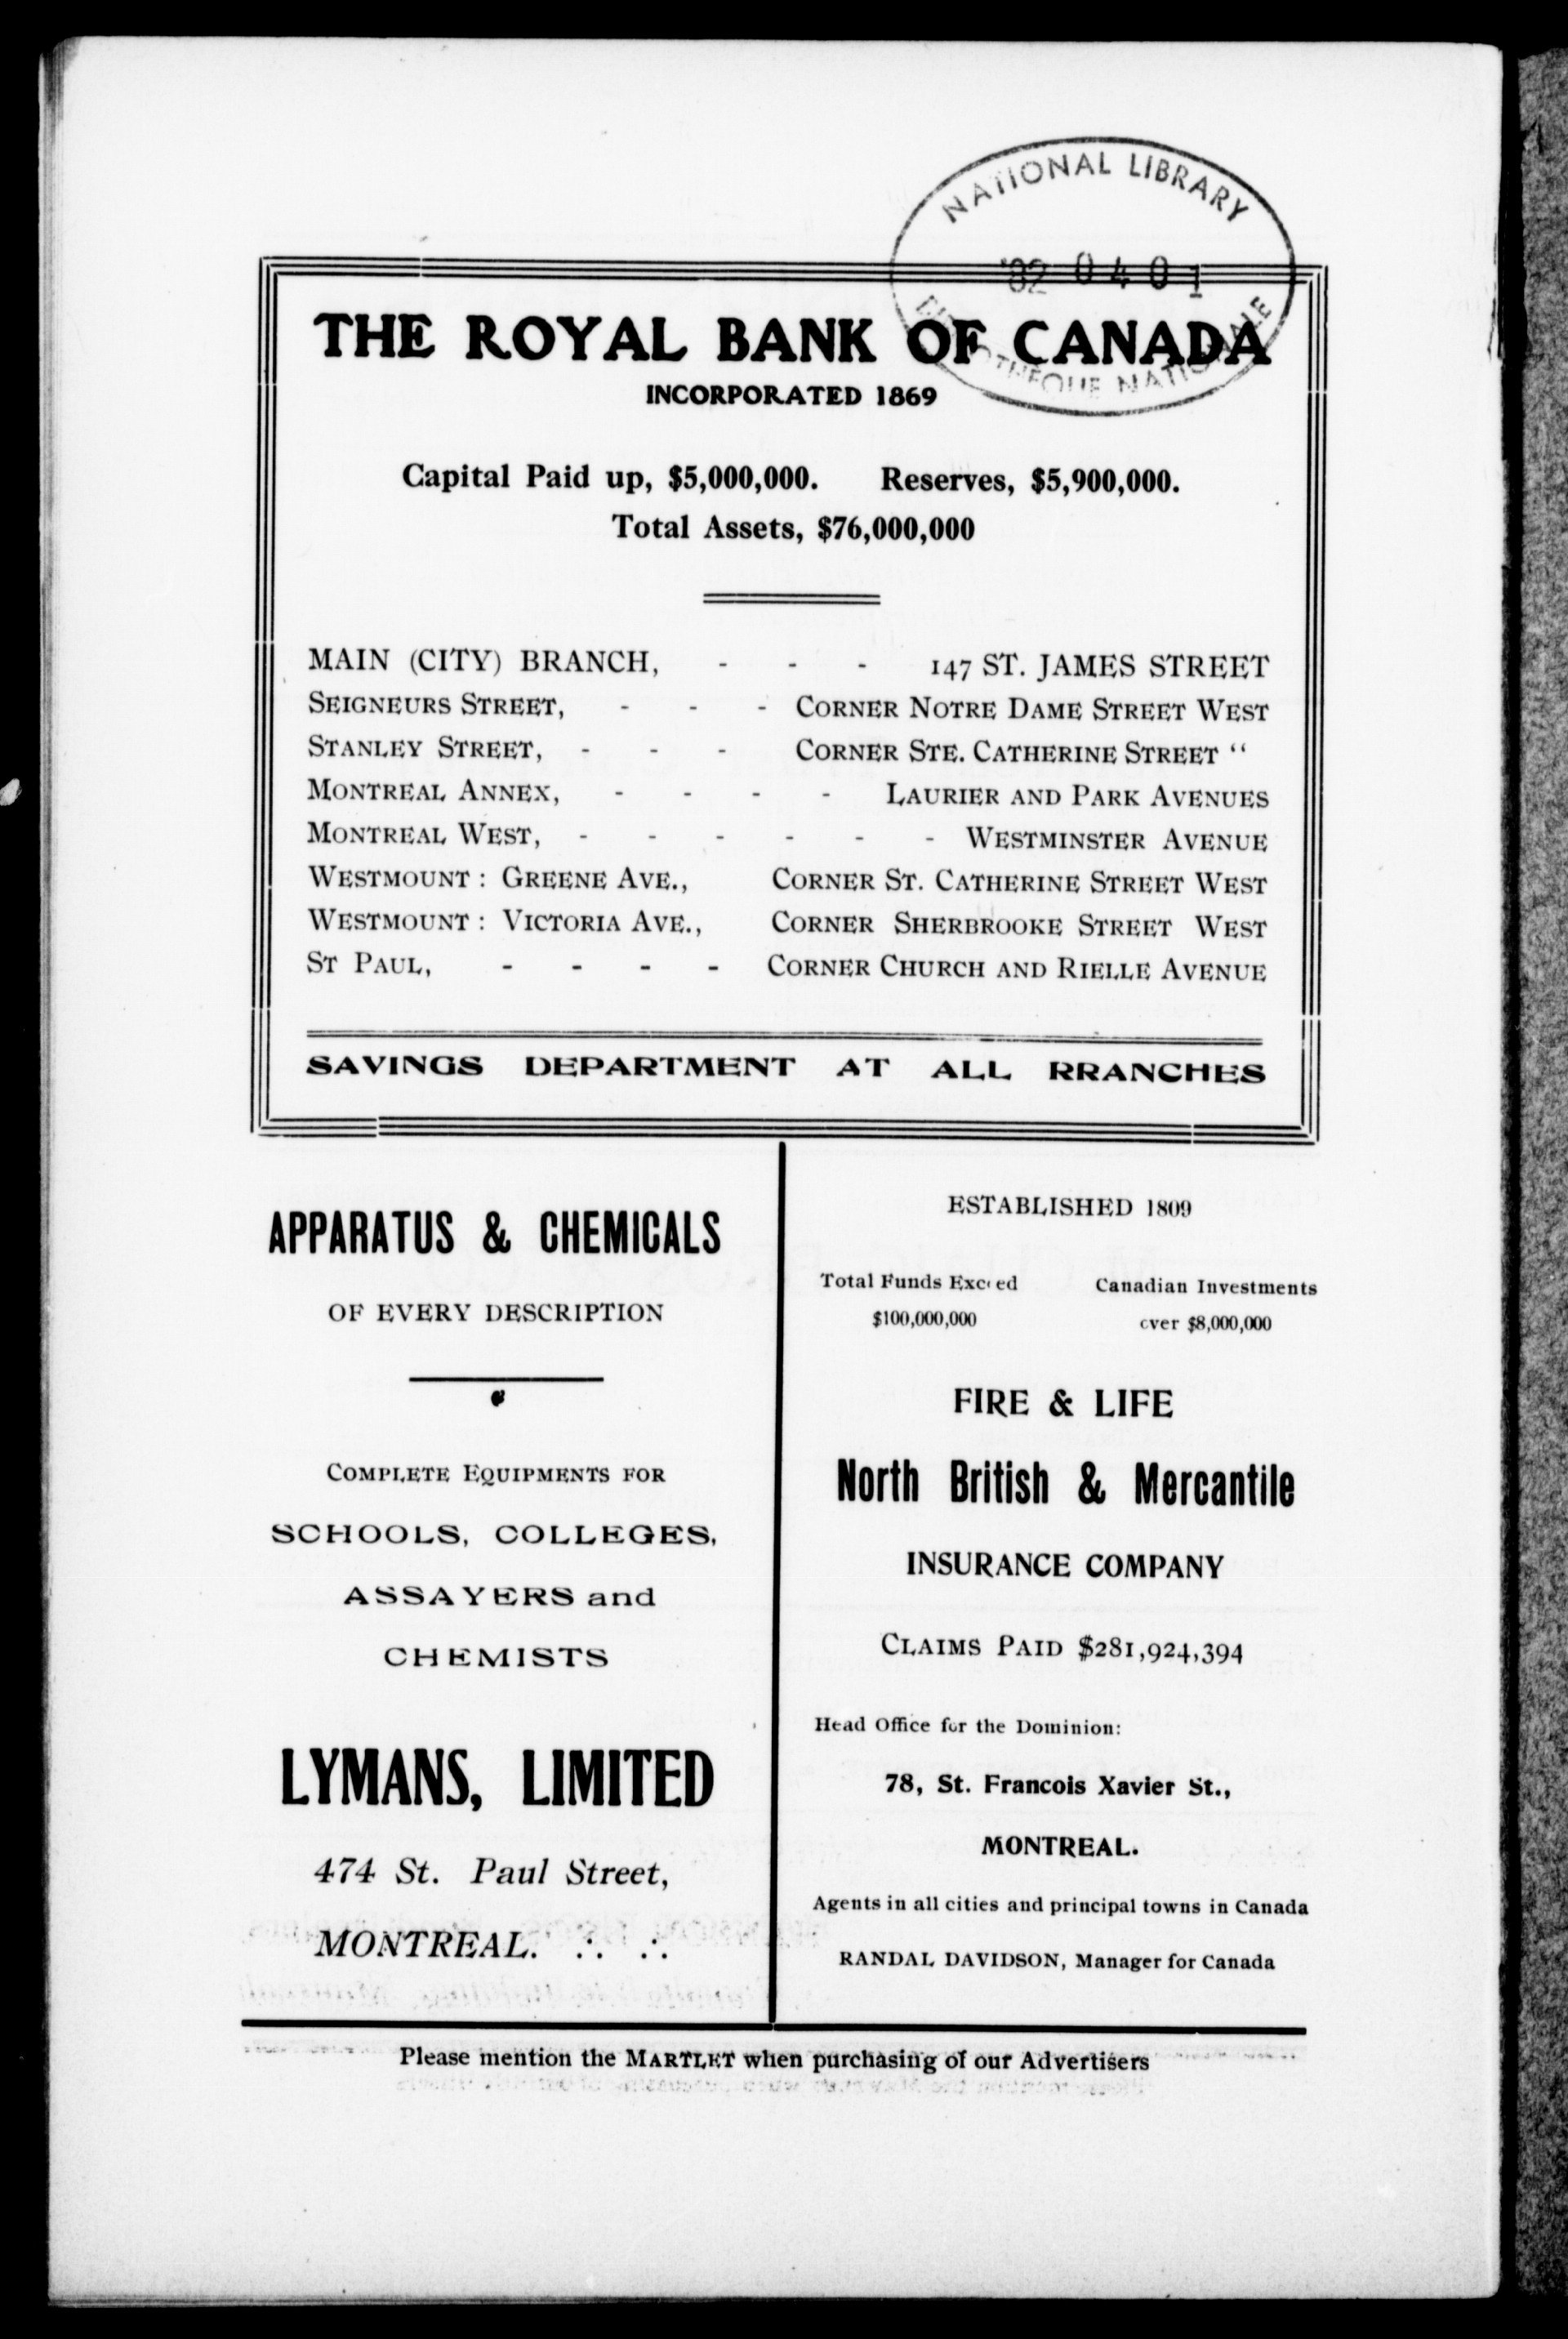 NATIONAL LIBRARY
'82 0401
THEQUE NATIONALE
THE ROYAL BANK OF CANADA
INCORPORATED 1869
Capital Paid up, $5,000,000. Reserves, $5,900,000.
Total Assets, $76,000,000
MAIN (CITY) BRANCH, - - - 147 ST. JAMES STREET
SEIGNEURS STREET, - - - CORNER NOTRE DAME STREET WEST
STANLEY STREET, - - - CORNER STE. CATHERINE STREET “
MONTREAL ANNEX, - - - - LAURIER AND PARK AVENUES
MONTREAL WEST, - - - - - - WESTMINSTER AVENUE
WESTMOUNT : GREENE AVE., CORNER ST. CATHERINE STREET WEST
WESTMOUNT : VICTORIA AVE., CORNER SHERBROOKE STREET WEST
ST PAUL, - - - - CORNER CHURCH AND RIELLE AVENUE
SAVINGS DEPARTMENT AT ALL RRANCHES
APPARATUS & CHEMICALS
OF EVERY DESCRIPTION
COMPLETE EQUIPMENTS FOR
SCHOOLS, COLLEGES,
ASSAYERS and
CHEMISTS
LYMANS, LIMITED
474 St. Paul Street,
MONTREAL. ∴ ∴
ESTABLISHED 1809
Total Funds Exceed Canadian Investments
$100,000,000 over $8,000,000
FIRE & LIFE
North British & Mercantile
INSURANCE COMPANY
CLAIMS PAID $281,924,394
Head Office for the Dominion:
78, St. Francois Xavier St.,
MONTREAL.
Agents in all cities and principal towns in Canada
RANDAL DAVIDSON, Manager for Canada
Please mention the MARTLET when purchasing of our Advertisers